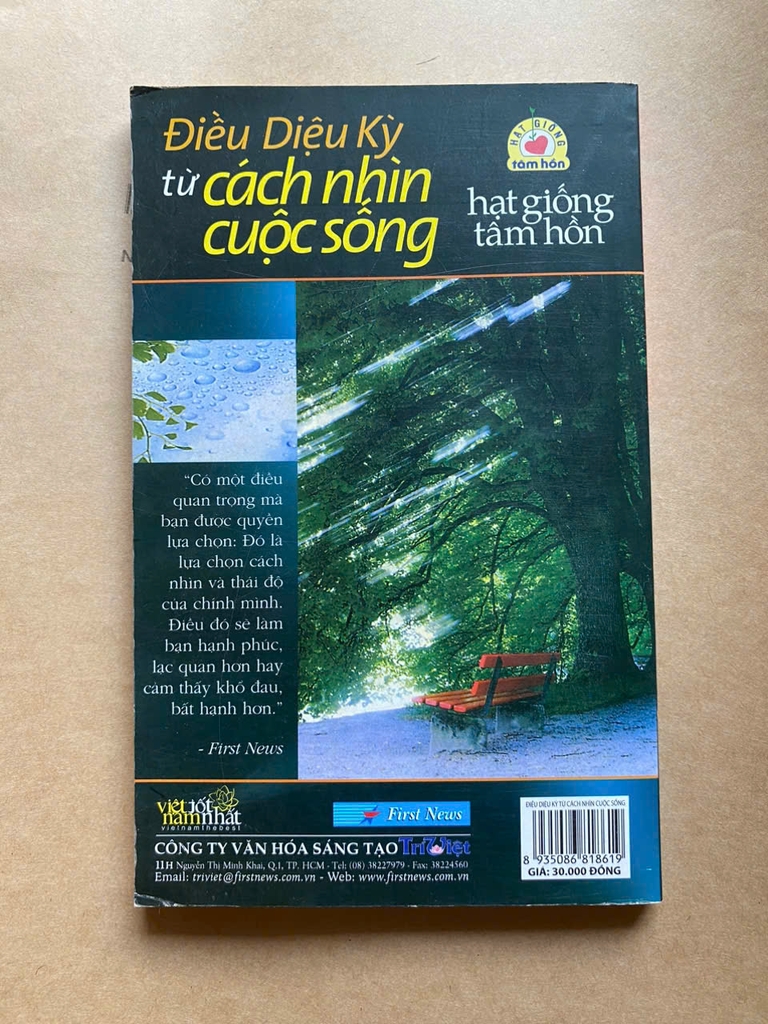 Điều Diệu Kỳ
từ cách nhìn
cuộc sống
HẠT GIỐNG
tâm hồn
hạt giống
tâm hồn
“Có một điều
quan trọng mà
bạn được quyền
lựa chọn: Đó là
lựa chọn cách
nhìn và thái độ
của chính mình.
Điều đó sẽ làm
bạn hạnh phúc,
lạc quan hơn hay
cảm thấy khổ đau,
bất hạnh hơn.”
- First News
việt tốt
nam nhất
vietnamthebest
First News
CÔNG TY VĂN HÓA SÁNG TẠO Trí Việt
11H Nguyễn Thị Minh Khai, Q.1, TP. HCM - Tel: (08) 38227979 - Fax: 38224560
Email: triviet@firstnews.com.vn - Web: www.firstnews.com.vn
ĐIỀU DIỆU KỲ TỪ CÁCH NHÌN CUỘC SỐNG
8 935086 818619
GIÁ: 30.000 ĐỒNG